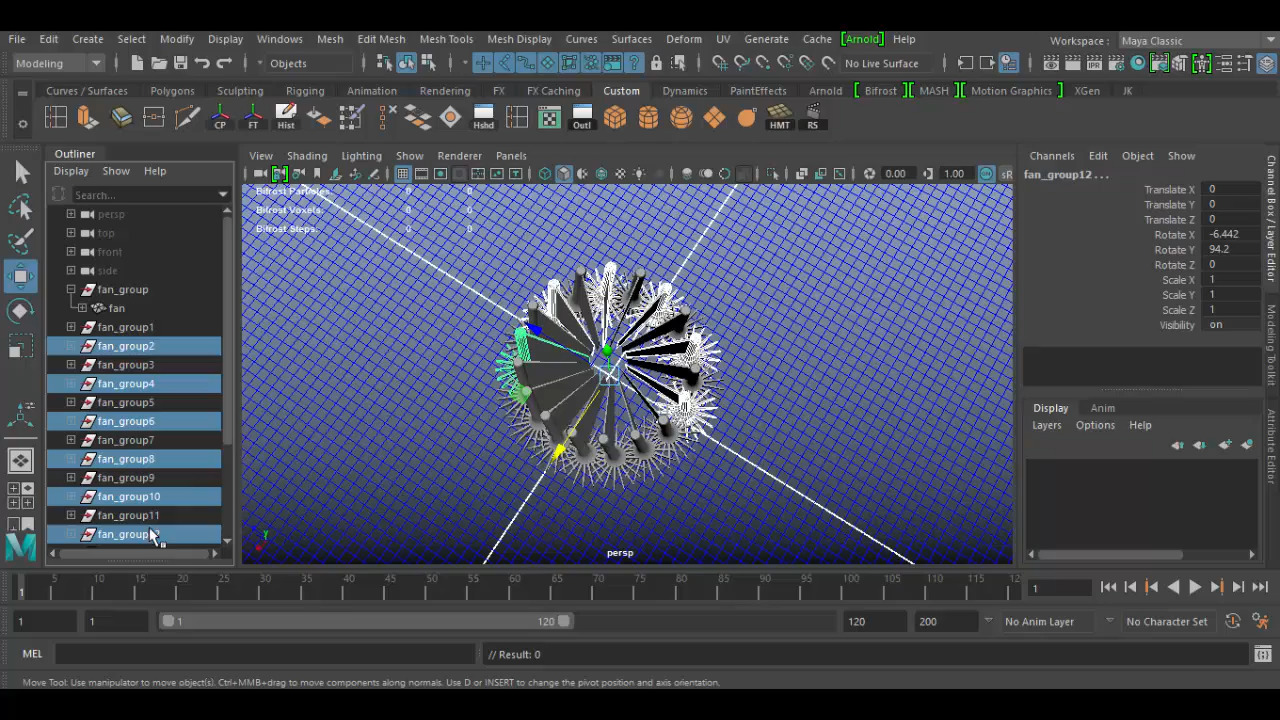 File Edit Create Select Modify Display Windows Mesh Edit Mesh Mesh Tools Mesh Display Curves Surfaces Deform UV Generate Cache [Arnold] Help
Workspace : Maya Classic
Modeling Objects No Live Surface
Curves / Surfaces Polygons Sculpting Rigging Animation Rendering FX FX Caching Custom Dynamics PaintEffects Arnold [ Bifrost ] [ MASH ] [ Motion Graphics ] XGen JK
CP FT Hist Hshd Outl HMT RS
Outliner
Display Show Help
Search...
persp
top
front
side
fan_group
fan
fan_group1
fan_group2
fan_group3
fan_group4
fan_group5
fan_group6
fan_group7
fan_group8
fan_group9
fan_group10
fan_group11
View Shading Lighting Show Renderer Panels
0.00 1.00
Bifrost Particles: 0 0
Bifrost Voxels: 0 0
Bifrost Steps: 0 0
persp
Channels Edit Object Show
fan_group12...
Translate X 0
Translate Y 0
Translate Z 0
Rotate X -6.442
Rotate Y 94.2
Rotate Z 0
Scale X 1
Scale Y 1
Scale Z 1
Visibility on
Display Anim
Layers Options Help
Channel Box / Layer Editor
Modeling Toolkit
Attribute Editor
5 10 15 20 25 30 35 40 45 50 55 60 65 70 75 80 85 90 95 100 105 110 115
1
1
1 1 1 120 120 200 No Anim Layer No Character Set
MEL // Result: 0
Move Tool: Use manipulator to move object(s). Ctrl+MMB+drag to move components along normals. Use D or INSERT to change the pivot position and axis orientation.